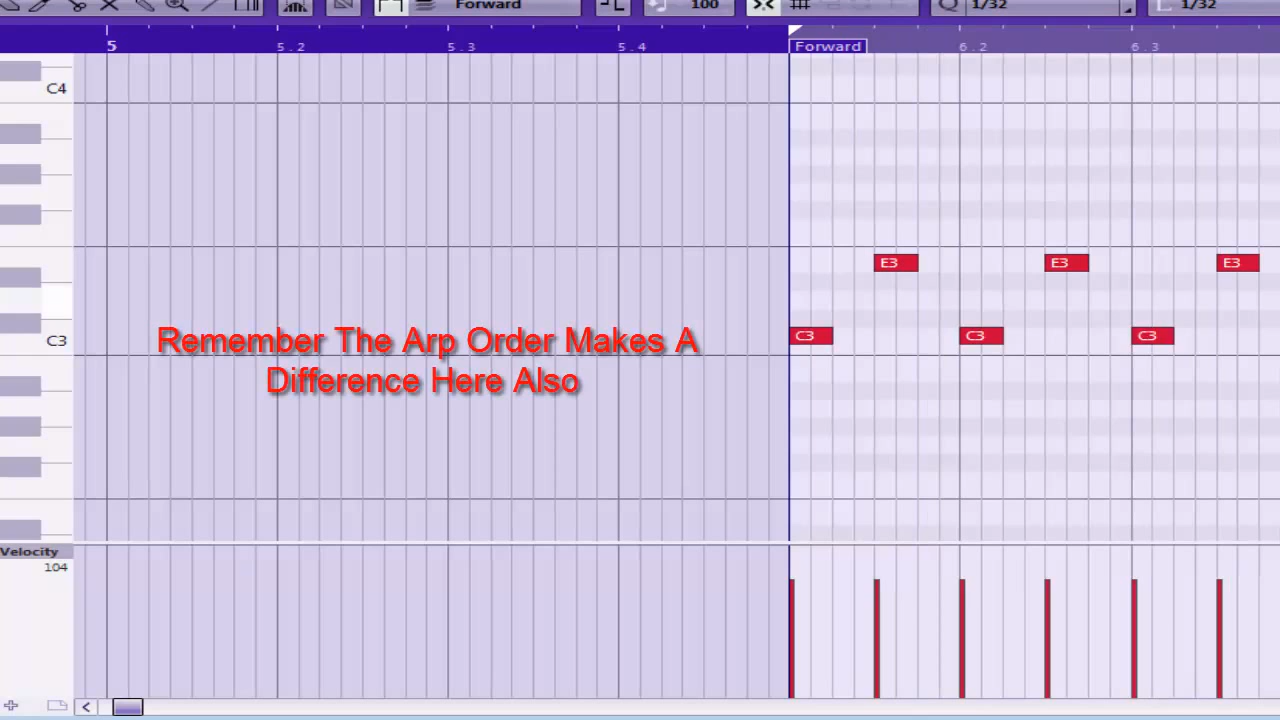 Forward 100 1/32 1/32
5 5.2 5.3 5.4 6.2 6.3
Forward
C4
E3 E3 E3
C3 C3 C3
C3
Remember The Arp Order Makes A
Difference Here Also
Velocity
104